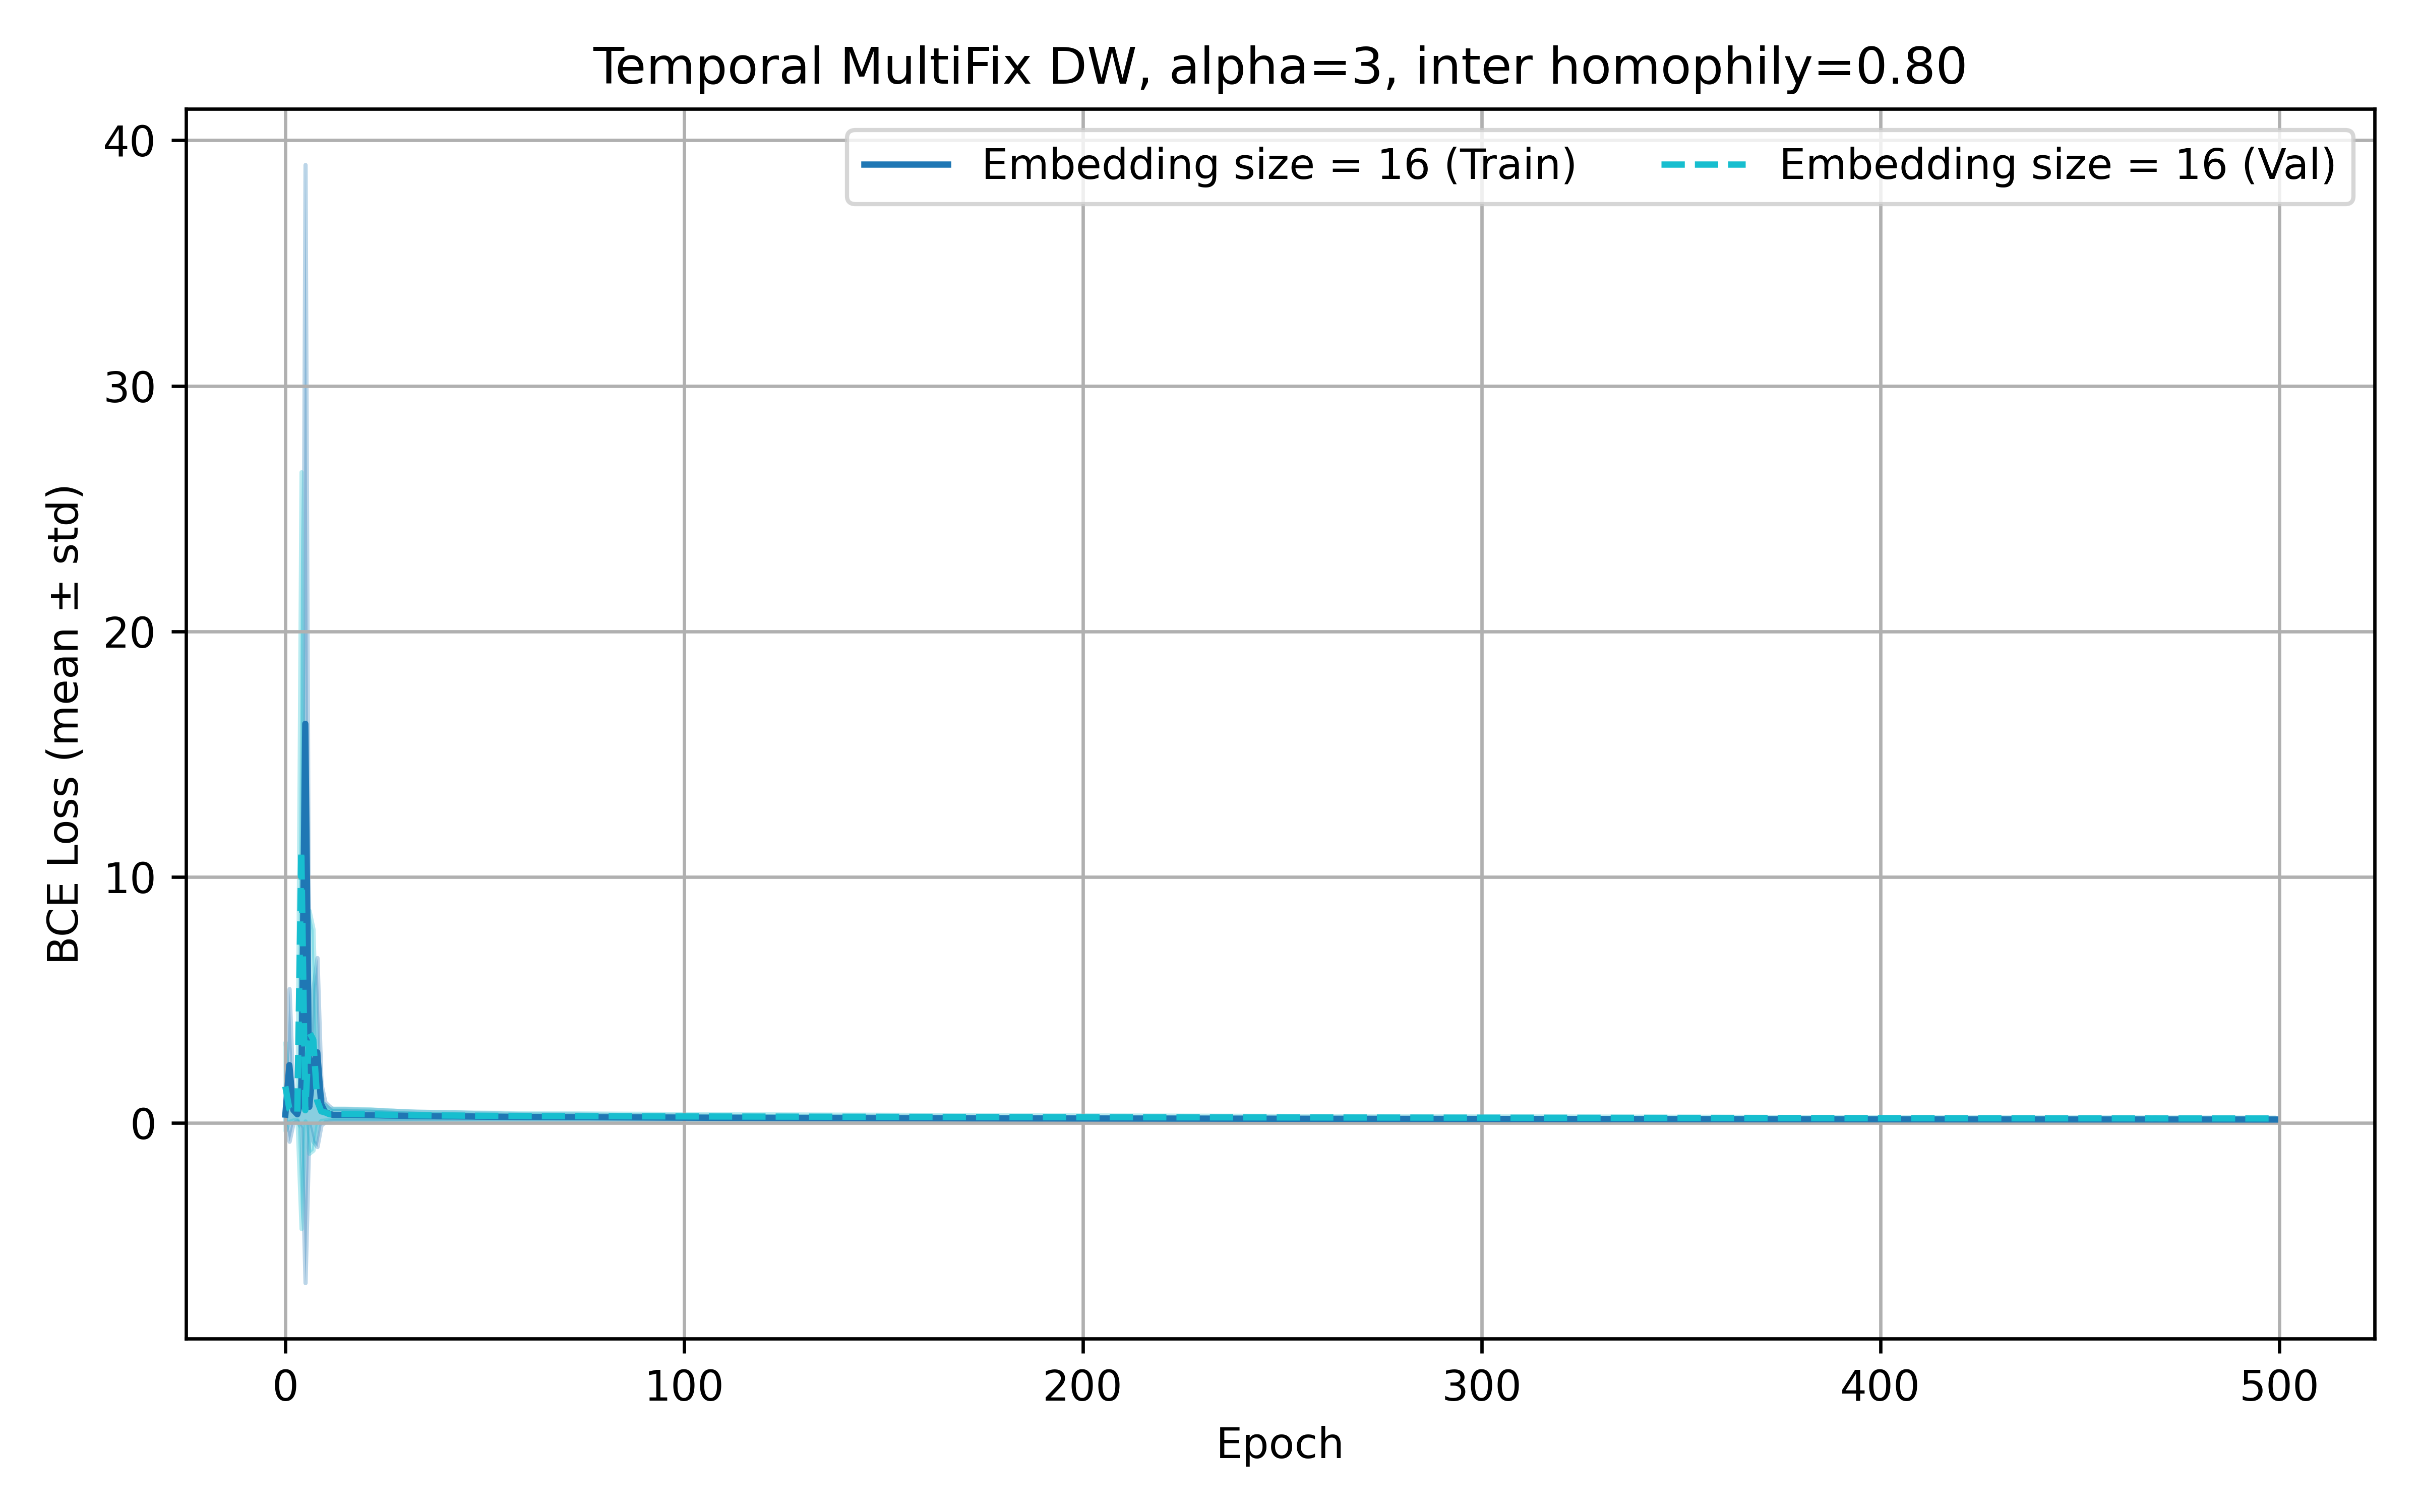 Temporal MultiFix DW, alpha=3, inter homophily=0.80
Embedding size = 16 (Train)
Embedding size = 16 (Val)
BCE Loss (mean ± std)
40
30
20
10
0
0
100
200
300
400
500
Epoch